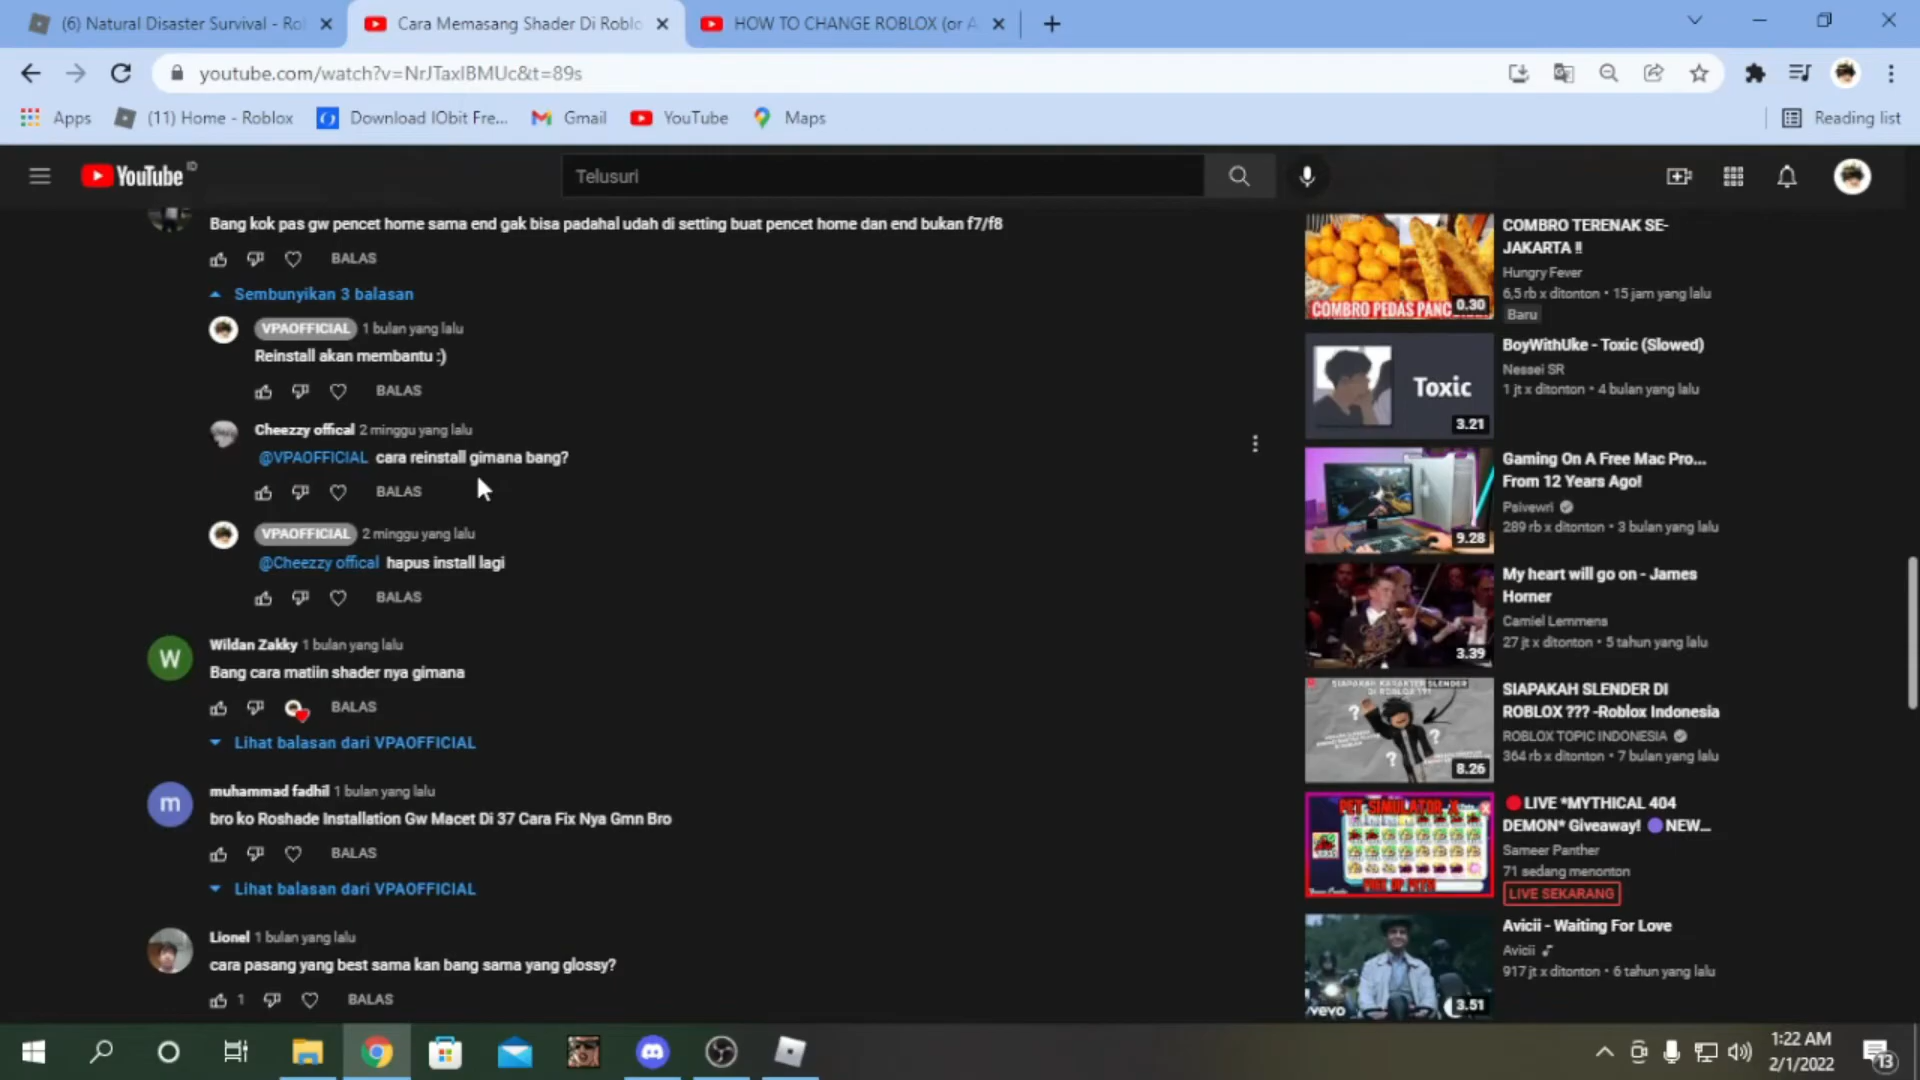 (6) Natural Disaster Survival - Ro
Cara Memasang Shader Di Roblo
HOW TO CHANGE ROBLOX (or A
youtube.com/watch?v=NrJTaxIBMUc&t=89s
Apps
(11) Home - Roblox
Download IObit Fre...
Gmail
YouTube
Maps
Reading list
YouTube ID
Telusuri
Bang kok pas gw pencet home sama end gak bisa padahal udah di setting buat pencet home dan end bukan f7/f8
BALAS
Sembunyikan 3 balasan
VPAOFFICIAL 1 bulan yang lalu
Reinstall akan membantu :)
BALAS
Cheezzy offical 2 minggu yang lalu
@VPAOFFICIAL cara reinstall gimana bang?
BALAS
VPAOFFICIAL 2 minggu yang lalu
@Cheezzy offical hapus install lagi
BALAS
W
Wildan Zakky 1 bulan yang lalu
Bang cara matiin shader nya gimana
BALAS
Lihat balasan dari VPAOFFICIAL
m
muhammad fadhil 1 bulan yang lalu
bro ko Roshade Installation Gw Macet Di 37 Cara Fix Nya Gmn Bro
BALAS
Lihat balasan dari VPAOFFICIAL
Lionel 1 bulan yang lalu
cara pasang yang best sama kan bang sama yang glossy?
1 BALAS
COMBRO PEDAS PANC
0.30
COMBRO TERENAK SE-
JAKARTA !!
Hungry Fever
6,5 rb x ditonton • 15 jam yang lalu
Baru
Toxic
3.21
BoyWithUke - Toxic (Slowed)
Nessei SR
1 jt x ditonton • 4 bulan yang lalu
9.28
Gaming On A Free Mac Pro...
From 12 Years Ago!
Psivewri
289 rb x ditonton • 3 bulan yang lalu
3.39
My heart will go on - James
Horner
Camiel Lemmens
27 jt x ditonton • 5 tahun yang lalu
SIAPAKAH KARAKTER SLENDER
DI ROBLOX ???
8.26
SIAPAKAH SLENDER DI
ROBLOX ??? -Roblox Indonesia
ROBLOX TOPIC INDONESIA
364 rb x ditonton • 7 bulan yang lalu
PET SIMULATOR X
LIVE *MYTHICAL 404
DEMON* Giveaway! NEW...
Sameer Panther
71 sedang menonton
LIVE SEKARANG
vevo
3.51
Avicii - Waiting For Love
Avicii
917 jt x ditonton • 6 tahun yang lalu
1:22 AM
2/1/2022
13